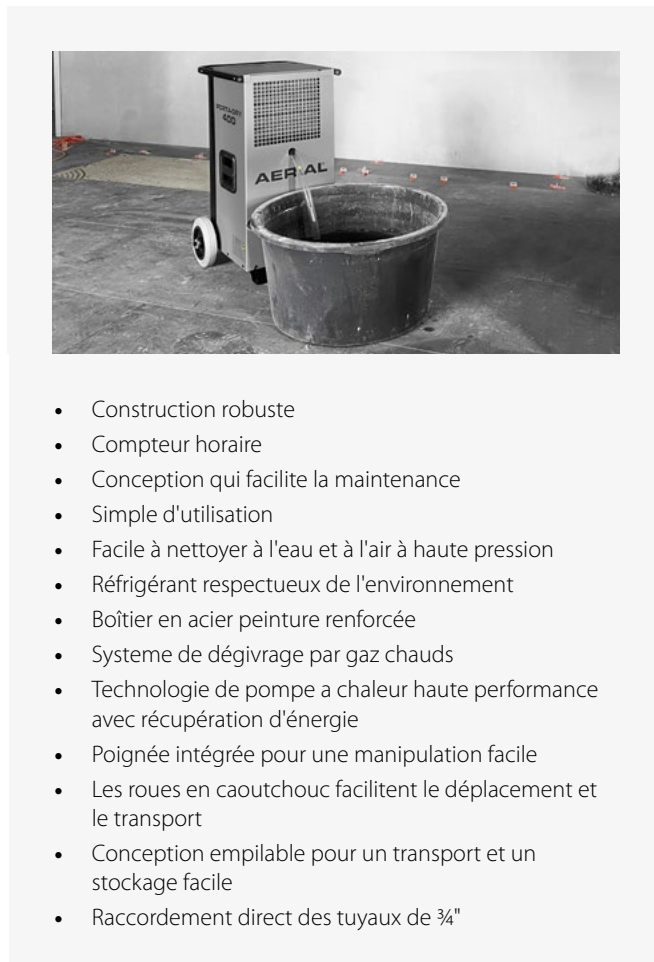 PORTA-DRY
400
AERIAL
• Construction robuste
• Compteur horaire
• Conception qui facilite la maintenance
• Simple d'utilisation
• Facile à nettoyer à l'eau et à l'air à haute pression
• Réfrigérant respectueux de l'environnement
• Boîtier en acier peinture renforcée
• Systeme de dégivrage par gaz chauds
• Technologie de pompe a chaleur haute performance
avec récupération d'énergie
• Poignée intégrée pour une manipulation facile
• Les roues en caoutchouc facilitent le déplacement et
le transport
• Conception empilable pour un transport et un
stockage facile
• Raccordement direct des tuyaux de ¾"